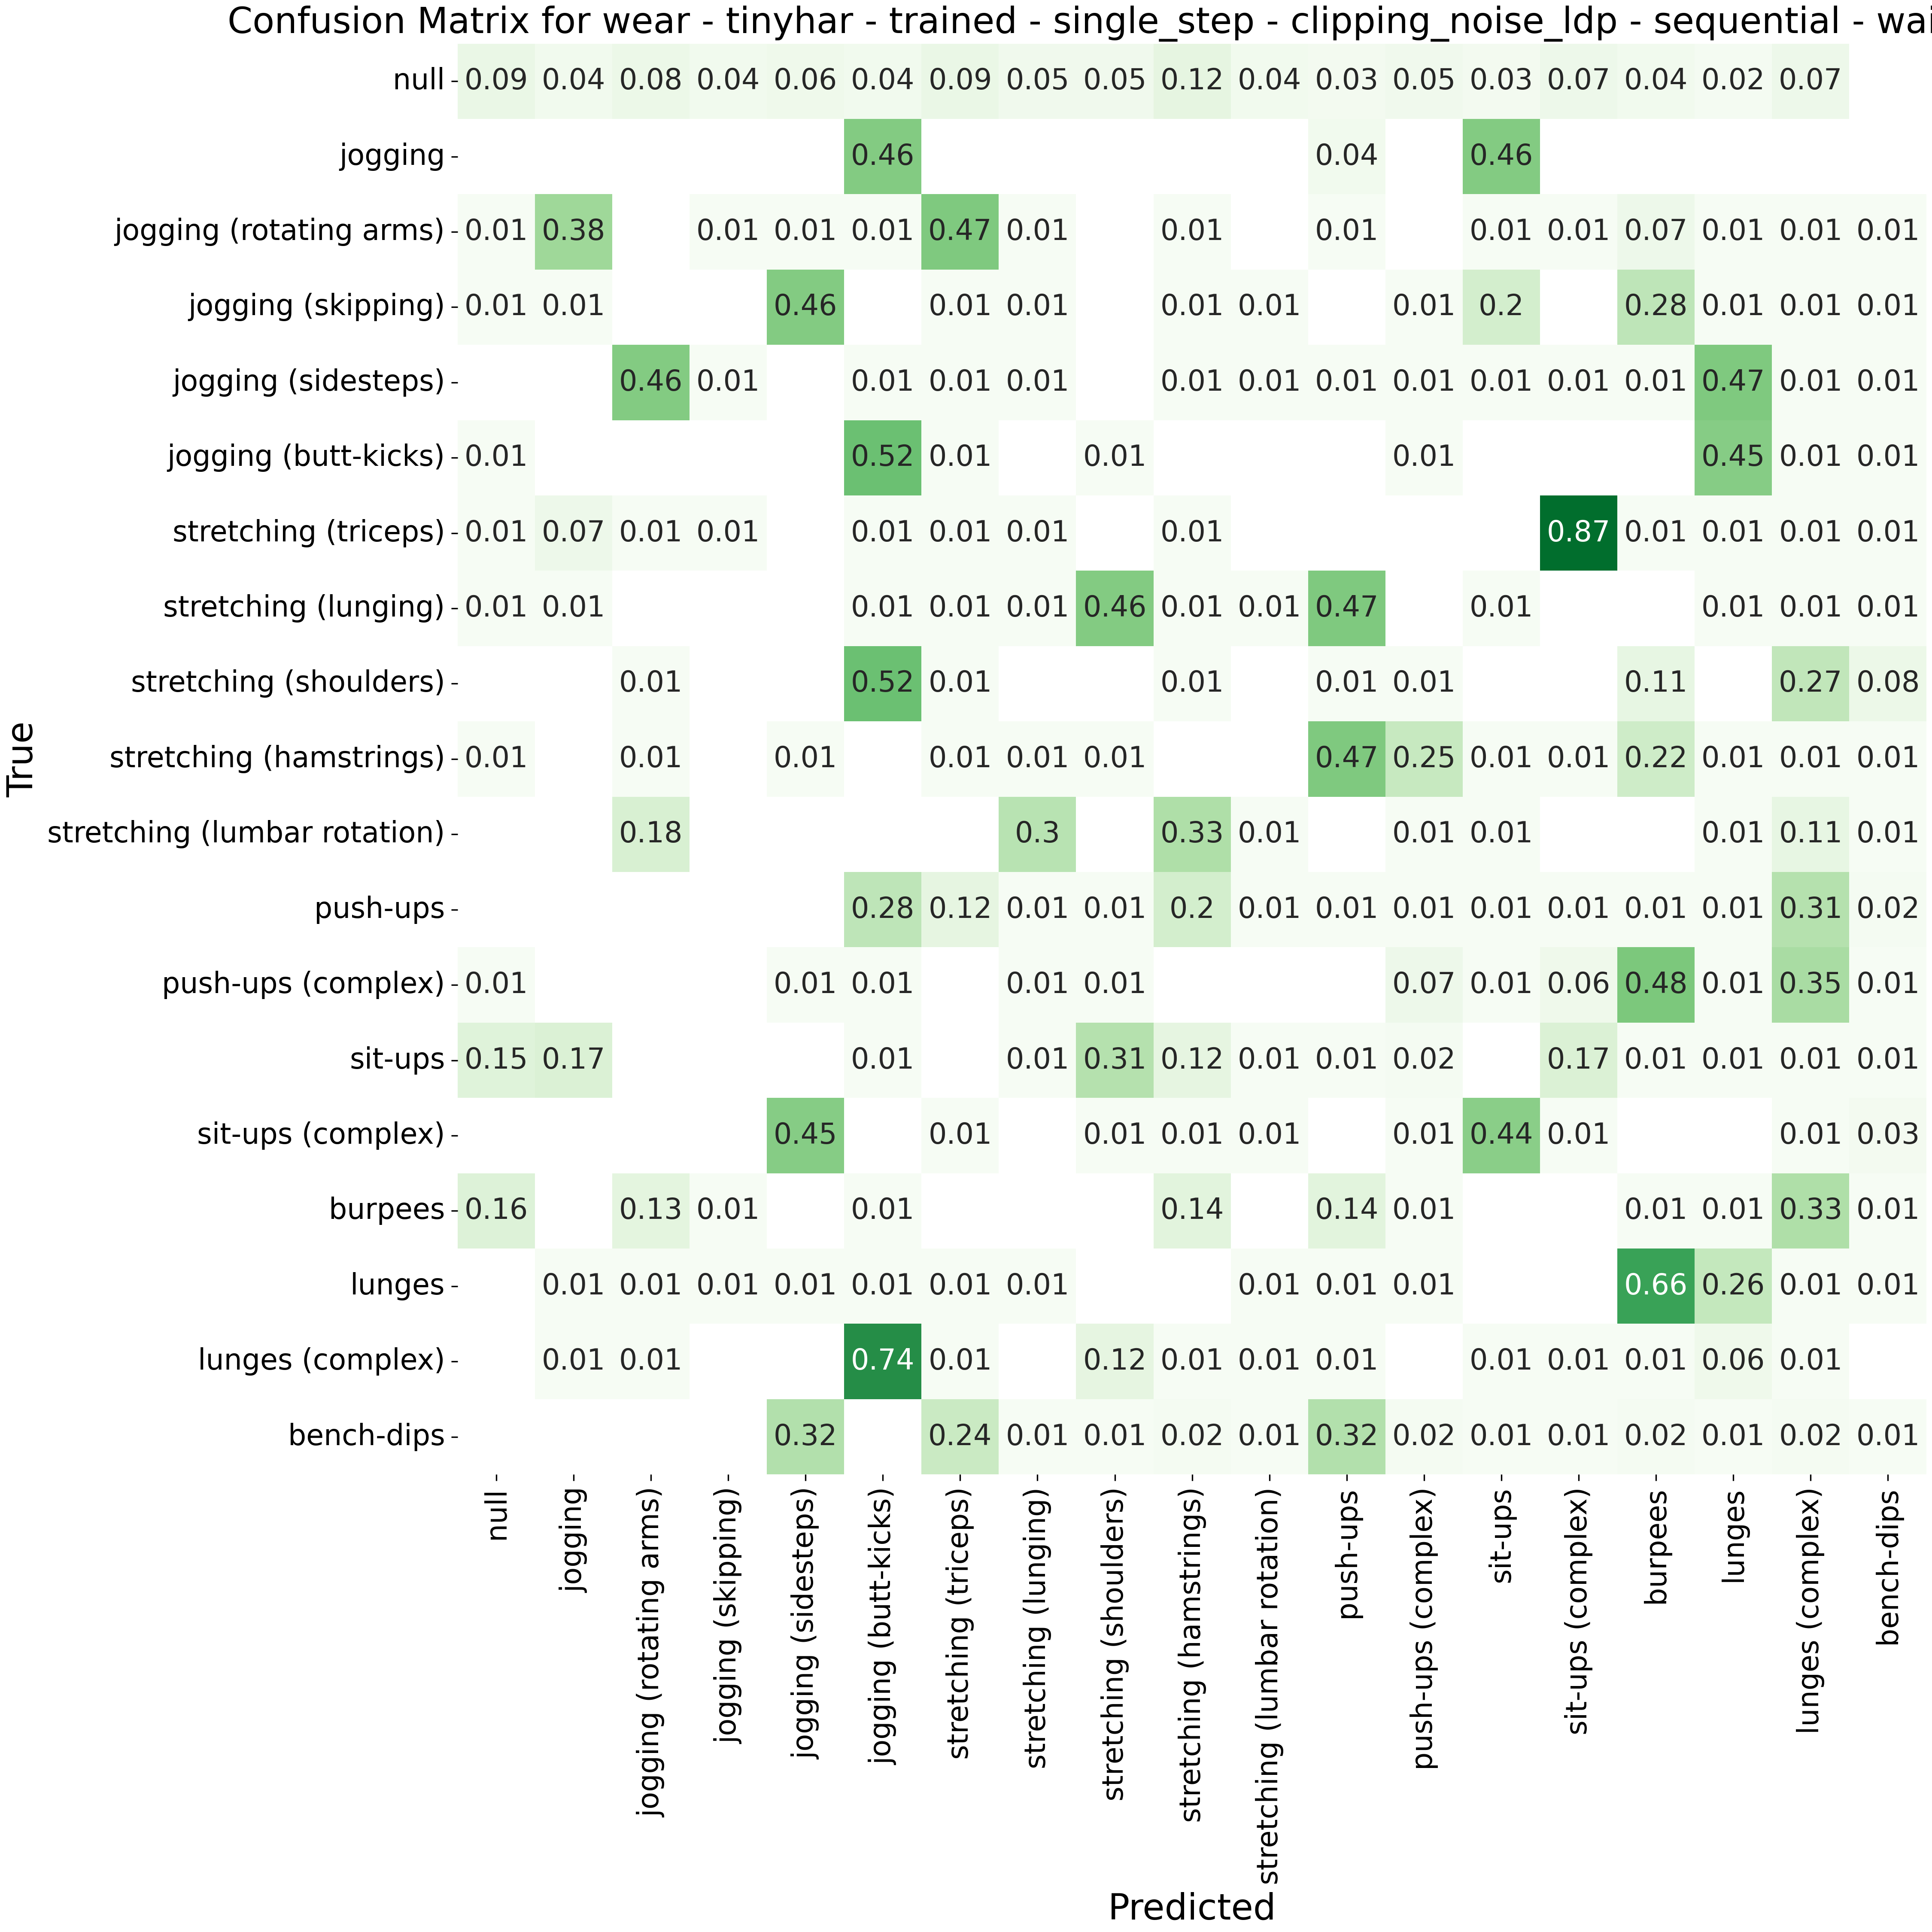 Confusion Matrix for wear - tinyhar - trained - single_step - clipping_noise_ldp - sequential - wai
null 0.09 0.04 0.08 0.04 0.06 0.04 0.09 0.05 0.05 0.12 0.04 0.03 0.05 0.03 0.07 0.04 0.02 0.07
jogging 0.46 0.04 0.46
jogging (rotating arms) 0.01 0.38 0.01 0.01 0.01 0.47 0.01 0.01 0.01 0.01 0.01 0.07 0.01 0.01 0.01
jogging (skipping) 0.01 0.01 0.46 0.01 0.01 0.01 0.01 0.01 0.2 0.28 0.01 0.01 0.01
jogging (sidesteps) 0.46 0.01 0.01 0.01 0.01 0.01 0.01 0.01 0.01 0.01 0.01 0.01 0.47 0.01 0.01
jogging (butt-kicks) 0.01 0.52 0.01 0.01 0.01 0.45 0.01 0.01
stretching (triceps) 0.01 0.07 0.01 0.01 0.01 0.01 0.01 0.01 0.87 0.01 0.01 0.01 0.01
stretching (lunging) 0.01 0.01 0.01 0.01 0.01 0.46 0.01 0.01 0.47 0.01 0.01 0.01 0.01
stretching (shoulders) 0.01 0.52 0.01 0.01 0.01 0.01 0.11 0.27 0.08
stretching (hamstrings) 0.01 0.01 0.01 0.01 0.01 0.01 0.47 0.25 0.01 0.01 0.22 0.01 0.01 0.01
stretching (lumbar rotation) 0.18 0.3 0.33 0.01 0.01 0.01 0.01 0.11 0.01
push-ups 0.28 0.12 0.01 0.01 0.2 0.01 0.01 0.01 0.01 0.01 0.01 0.01 0.31 0.02
push-ups (complex) 0.01 0.01 0.01 0.01 0.01 0.07 0.01 0.06 0.48 0.01 0.35 0.01
sit-ups 0.15 0.17 0.01 0.01 0.31 0.12 0.01 0.01 0.02 0.17 0.01 0.01 0.01 0.01
sit-ups (complex) 0.45 0.01 0.01 0.01 0.01 0.01 0.44 0.01 0.01 0.03
burpees 0.16 0.13 0.01 0.01 0.14 0.14 0.01 0.01 0.01 0.33 0.01
lunges 0.01 0.01 0.01 0.01 0.01 0.01 0.01 0.01 0.01 0.01 0.66 0.26 0.01 0.01
lunges (complex) 0.01 0.01 0.74 0.01 0.12 0.01 0.01 0.01 0.01 0.01 0.01 0.06 0.01
bench-dips 0.32 0.24 0.01 0.01 0.02 0.01 0.32 0.02 0.01 0.01 0.02 0.01 0.02 0.01
True
null
jogging
jogging (rotating arms)
jogging (skipping)
jogging (sidesteps)
jogging (butt-kicks)
stretching (triceps)
stretching (lunging)
stretching (shoulders)
stretching (hamstrings)
stretching (lumbar rotation)
push-ups
push-ups (complex)
sit-ups
sit-ups (complex)
burpees
lunges
lunges (complex)
bench-dips
Predicted